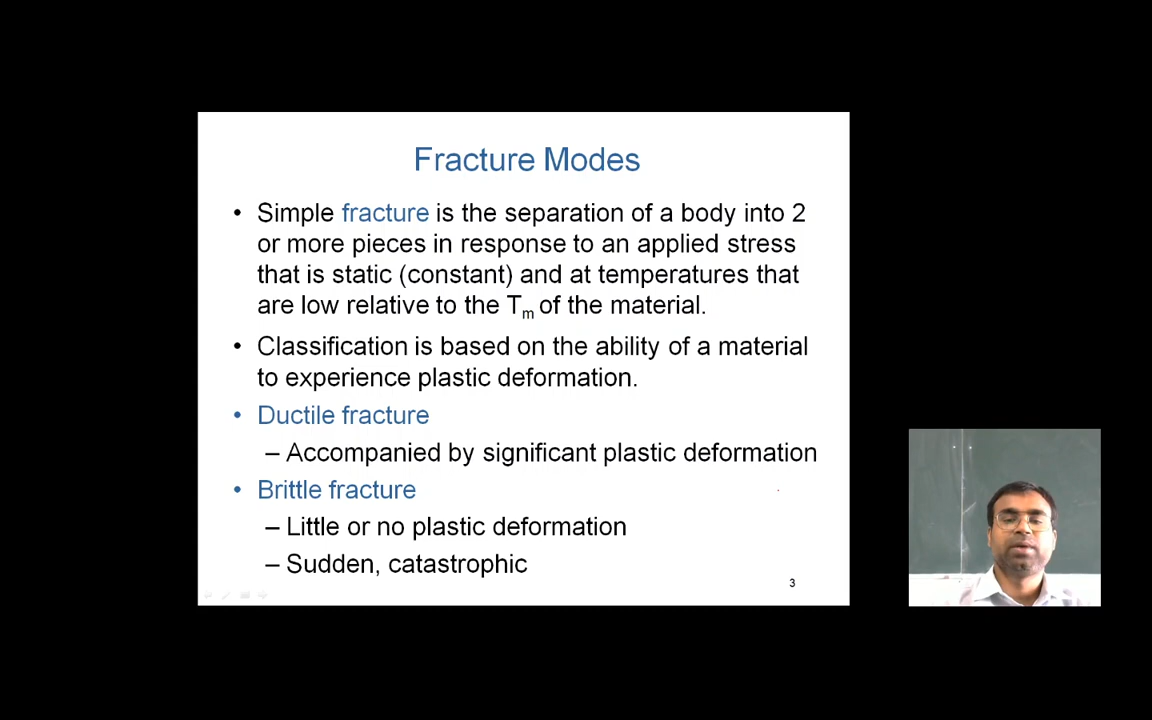 Fracture Modes
• Simple fracture is the separation of a body into 2
or more pieces in response to an applied stress
that is static (constant) and at temperatures that
are low relative to the Tm of the material.
• Classification is based on the ability of a material
to experience plastic deformation.
• Ductile fracture
– Accompanied by significant plastic deformation
• Brittle fracture
– Little or no plastic deformation
– Sudden, catastrophic
3